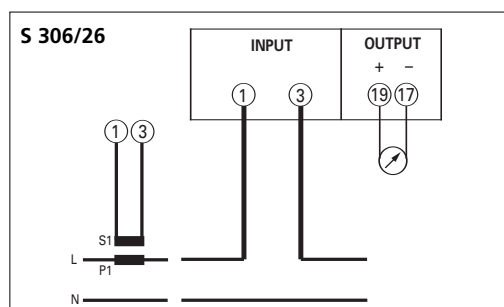 S 306/26
INPUT
OUTPUT
+ −
1 3
19 17
1 3
S1
L
P1
N